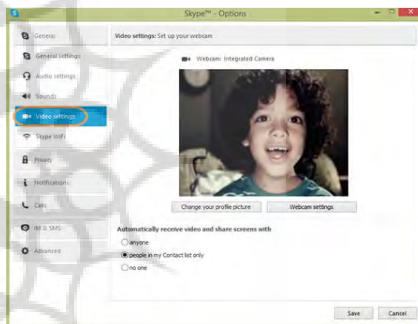 Skype™ - Options
General
General settings
Audio settings
Sounds
Video settings
Skype WiFi
Privacy
Notifications
Calls
IM & SMS
Advanced
Video settings: Set up your webcam
Webcam: Integrated Camera
Change your profile picture
Webcam settings
Automatically receive video and share screens with
anyone
people in my Contact list only
no one
Save
Cancel